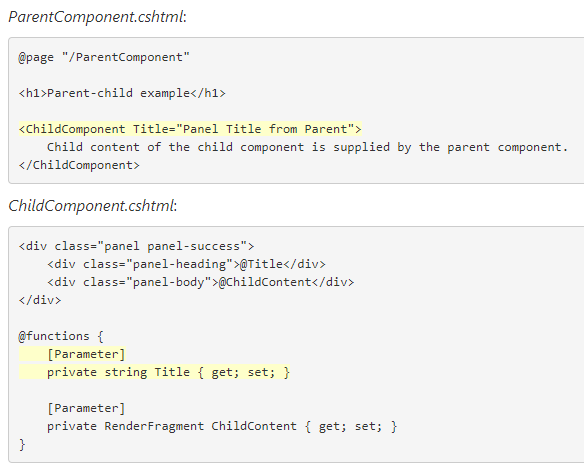 ParentComponent.cshtml:
@page "/ParentComponent"
<h1>Parent-child example</h1>
<ChildComponent Title="Panel Title from Parent">
    Child content of the child component is supplied by the parent component.
</ChildComponent>
ChildComponent.cshtml:
<div class="panel panel-success">
    <div class="panel-heading">@Title</div>
    <div class="panel-body">@ChildContent</div>
</div>
@functions {
    [Parameter]
    private string Title { get; set; }
    [Parameter]
    private RenderFragment ChildContent { get; set; }
}